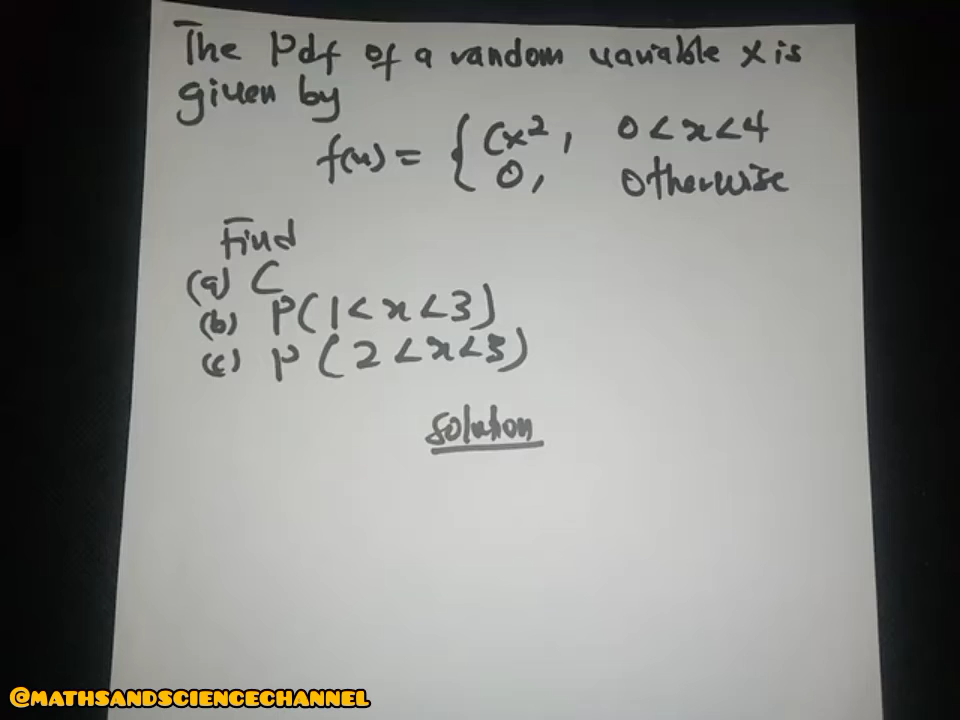 The Pdf of a random variable x is
given by
f(x) = { Cx², 0 < x < 4
0, otherwise
Find
(a) C
(b) P(1 < x < 3)
(c) P(2 < x < 3)
Solution
@MATHSANDSCIENCECHANNEL